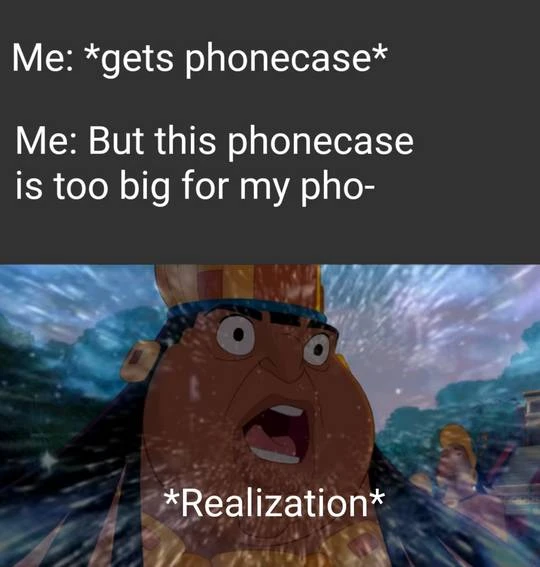 Me: *gets phonecase*
Me: But this phonecase
is too big for my pho-
*Realization*